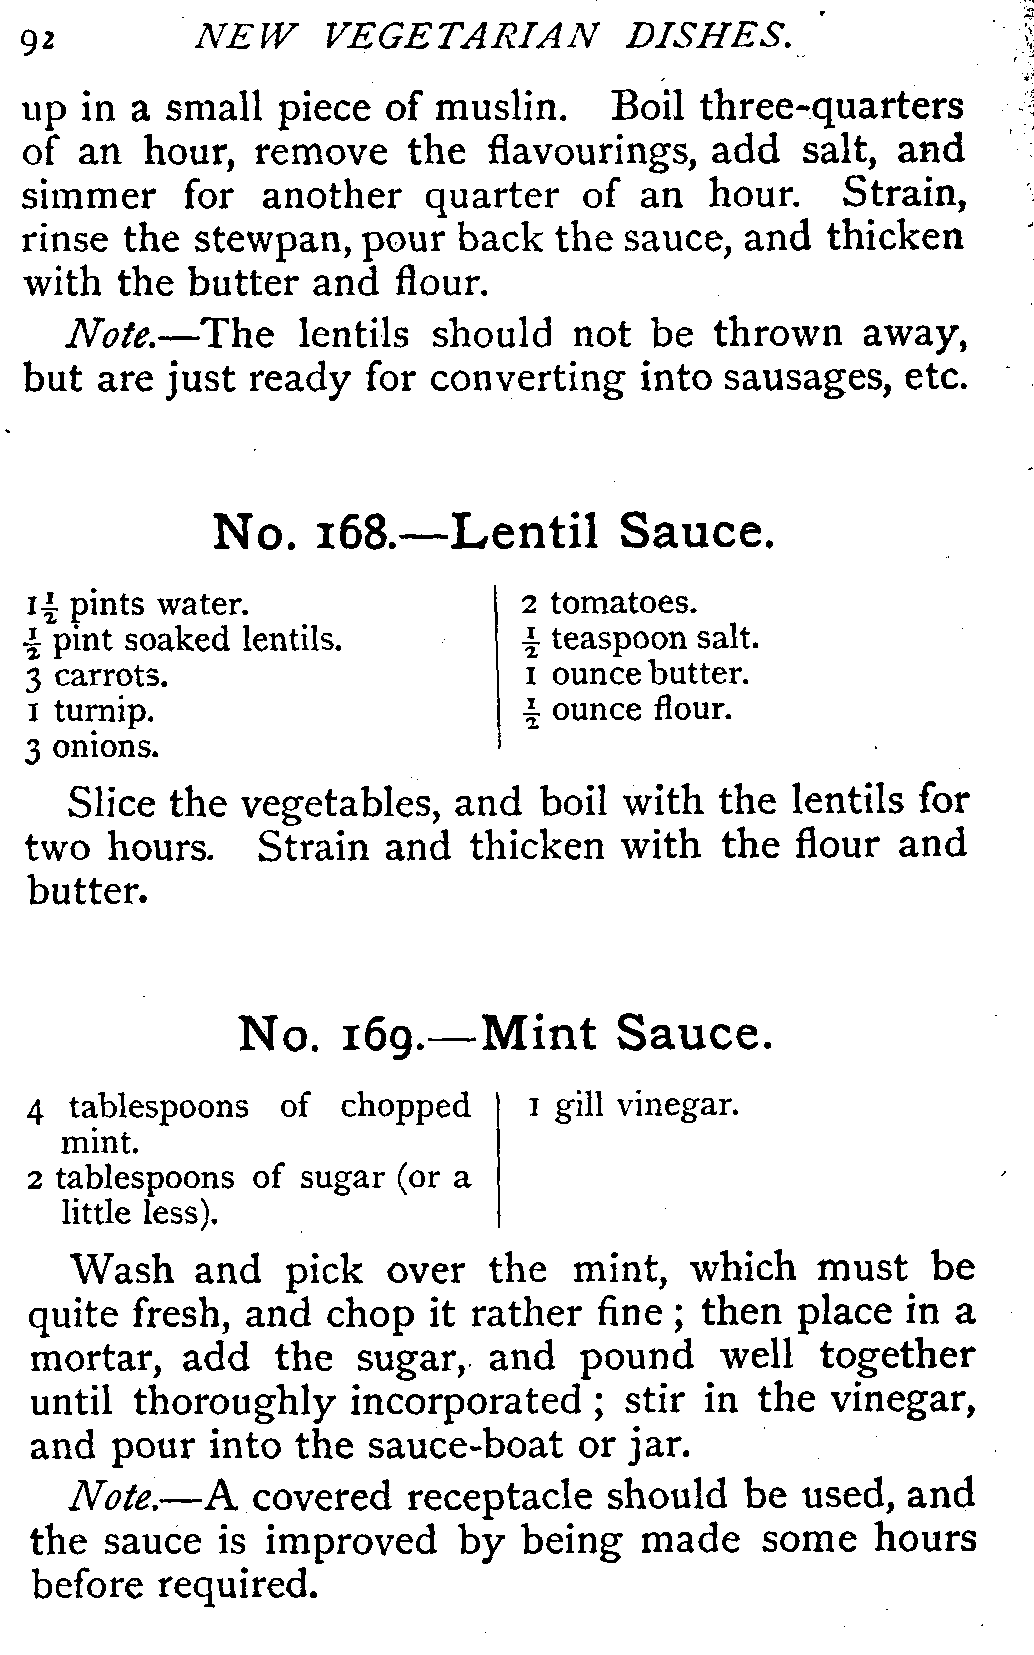 92 NEW VEGETARIAN DISHES.
up in a small piece of muslin. Boil three-quarters
of an hour, remove the flavourings, add salt, and
simmer for another quarter of an hour. Strain,
rinse the stewpan, pour back the sauce, and thicken
with the butter and flour.
Note.—The lentils should not be thrown away,
but are just ready for converting into sausages, etc.
No. 168.—Lentil Sauce.
1½ pints water.
½ pint soaked lentils.
3 carrots.
1 turnip.
3 onions.
2 tomatoes.
½ teaspoon salt.
1 ounce butter.
½ ounce flour.
Slice the vegetables, and boil with the lentils for
two hours. Strain and thicken with the flour and
butter.
No. 169.—Mint Sauce.
4 tablespoons of chopped
mint.
2 tablespoons of sugar (or a
little less).
1 gill vinegar.
Wash and pick over the mint, which must be
quite fresh, and chop it rather fine ; then place in a
mortar, add the sugar, and pound well together
until thoroughly incorporated ; stir in the vinegar,
and pour into the sauce-boat or jar.
Note.—A covered receptacle should be used, and
the sauce is improved by being made some hours
before required.